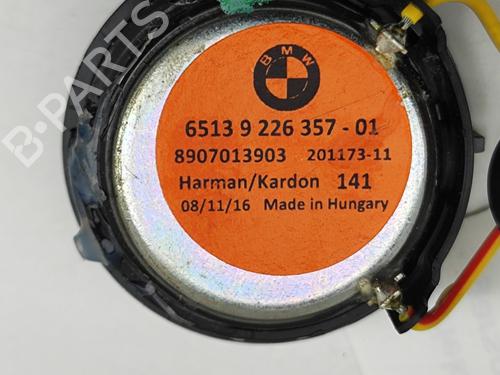 BMW
6513 9 226 357 - 01
8907013903 201173-11
Harman/Kardon 141
08/11/16 Made in Hungary
B-PARTS